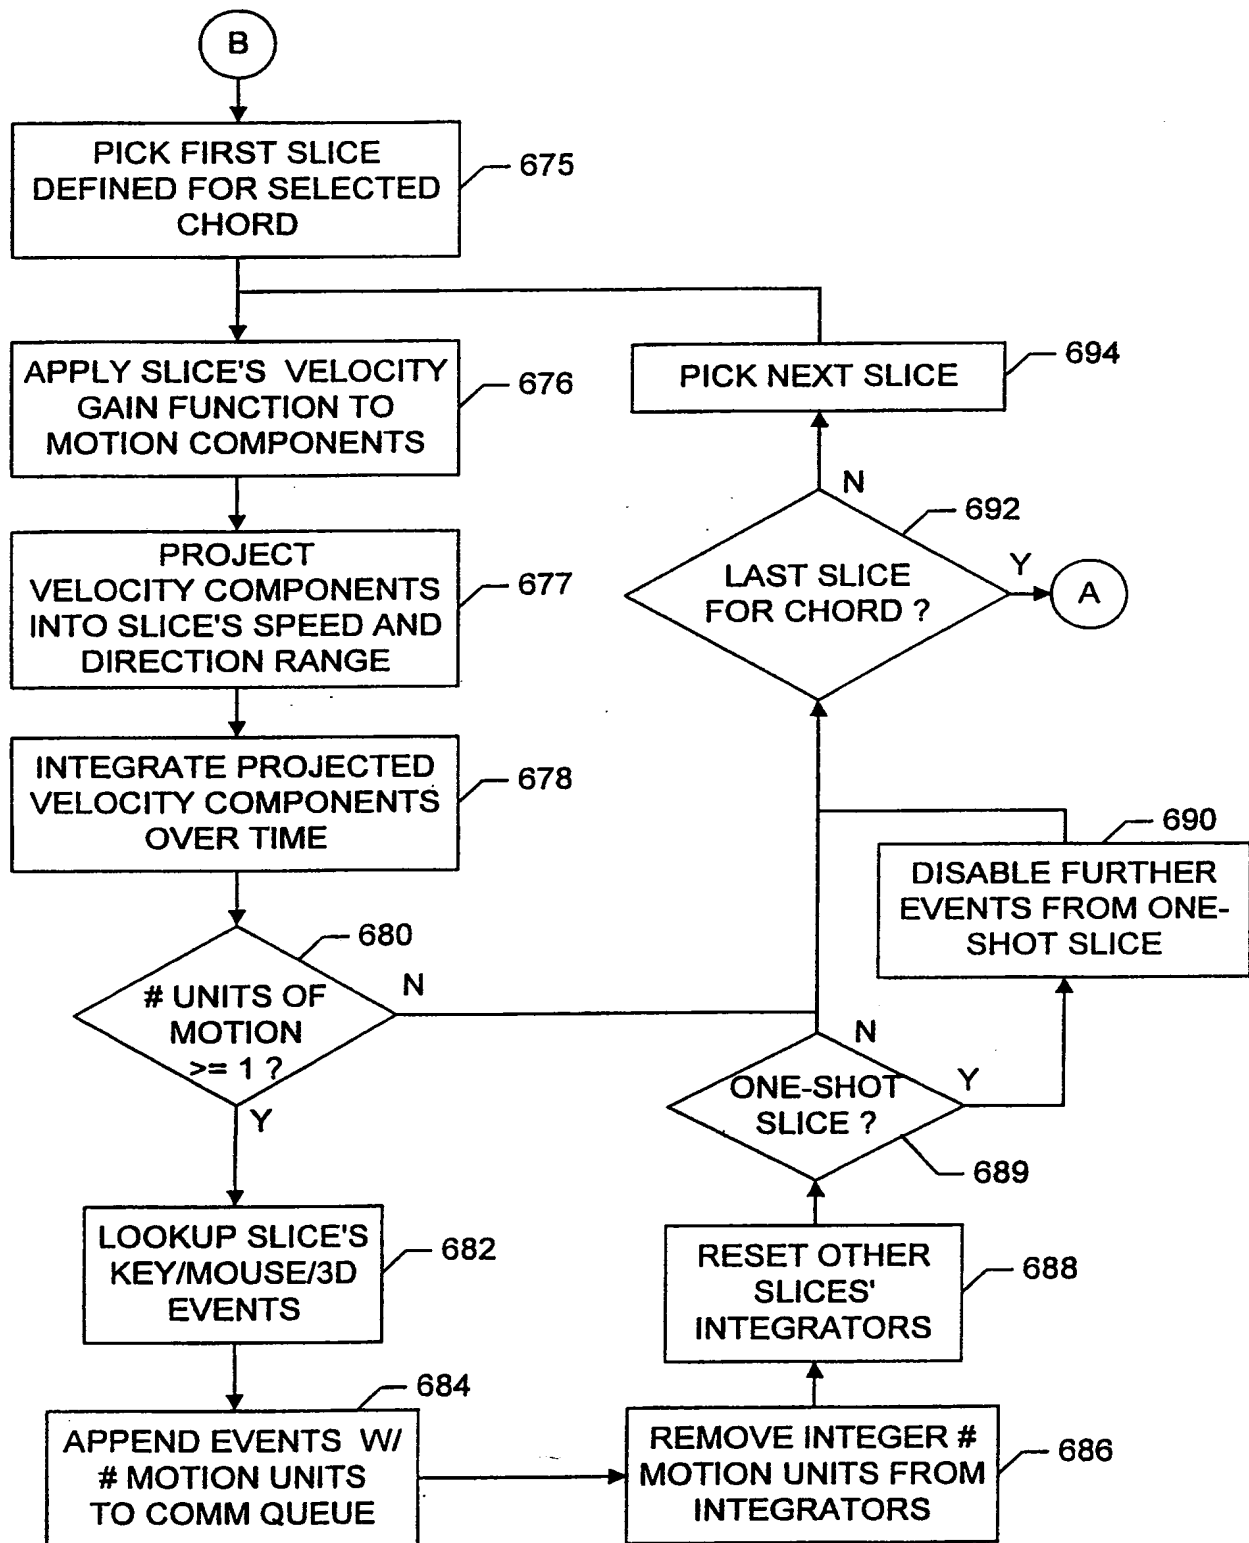 B
PICK FIRST SLICE
DEFINED FOR SELECTED
CHORD
675
APPLY SLICE'S VELOCITY
GAIN FUNCTION TO
MOTION COMPONENTS
676
PROJECT
VELOCITY COMPONENTS
INTO SLICE'S SPEED AND
DIRECTION RANGE
677
INTEGRATE PROJECTED
VELOCITY COMPONENTS
OVER TIME
678
680
# UNITS OF
MOTION
>= 1 ?
N
Y
LOOKUP SLICE'S
KEY/MOUSE/3D
EVENTS
682
684
APPEND EVENTS W/
# MOTION UNITS
TO COMM QUEUE
REMOVE INTEGER #
MOTION UNITS FROM
INTEGRATORS
686
RESET OTHER
SLICES'
INTEGRATORS
688
N
ONE-SHOT
SLICE ?
Y
689
690
DISABLE FURTHER
EVENTS FROM ONE-
SHOT SLICE
692
N
LAST SLICE
FOR CHORD ?
Y
A
PICK NEXT SLICE
694